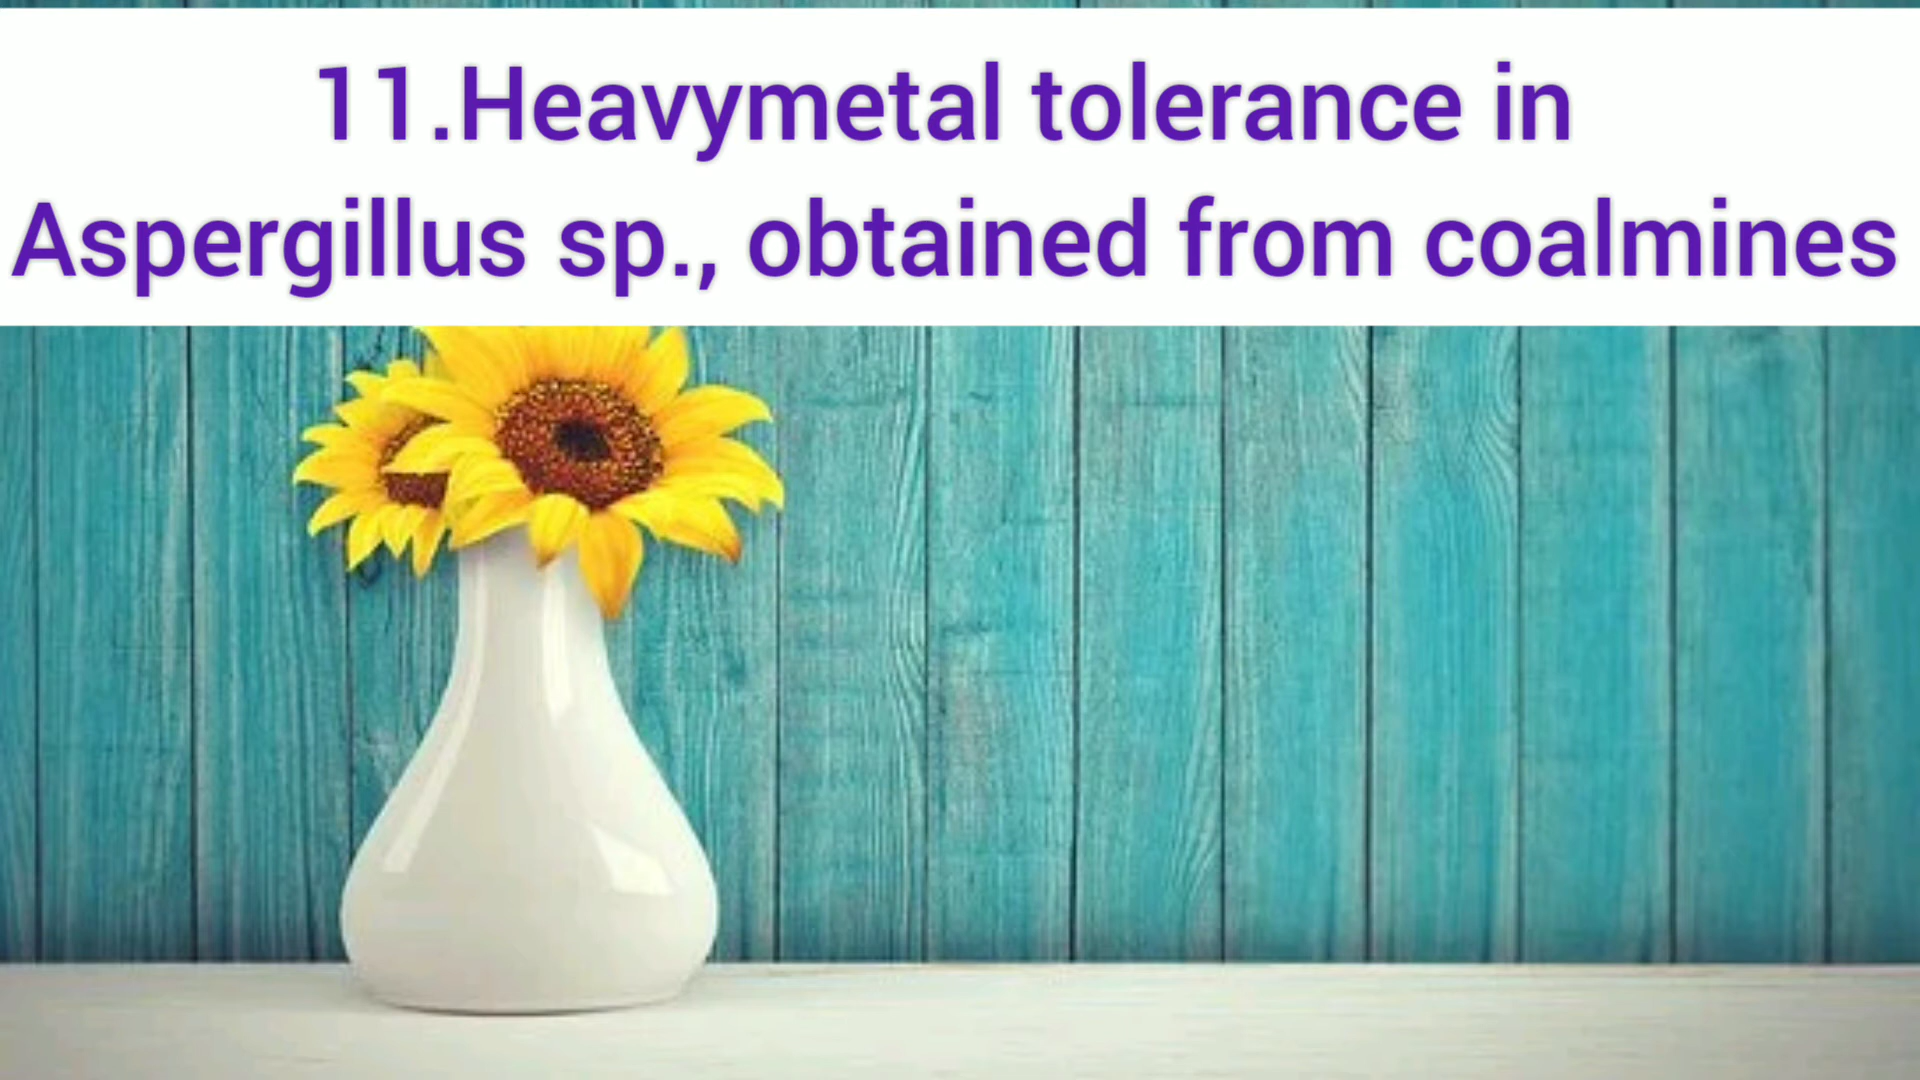 11.Heavymetal tolerance in
Aspergillus sp., obtained from coalmines